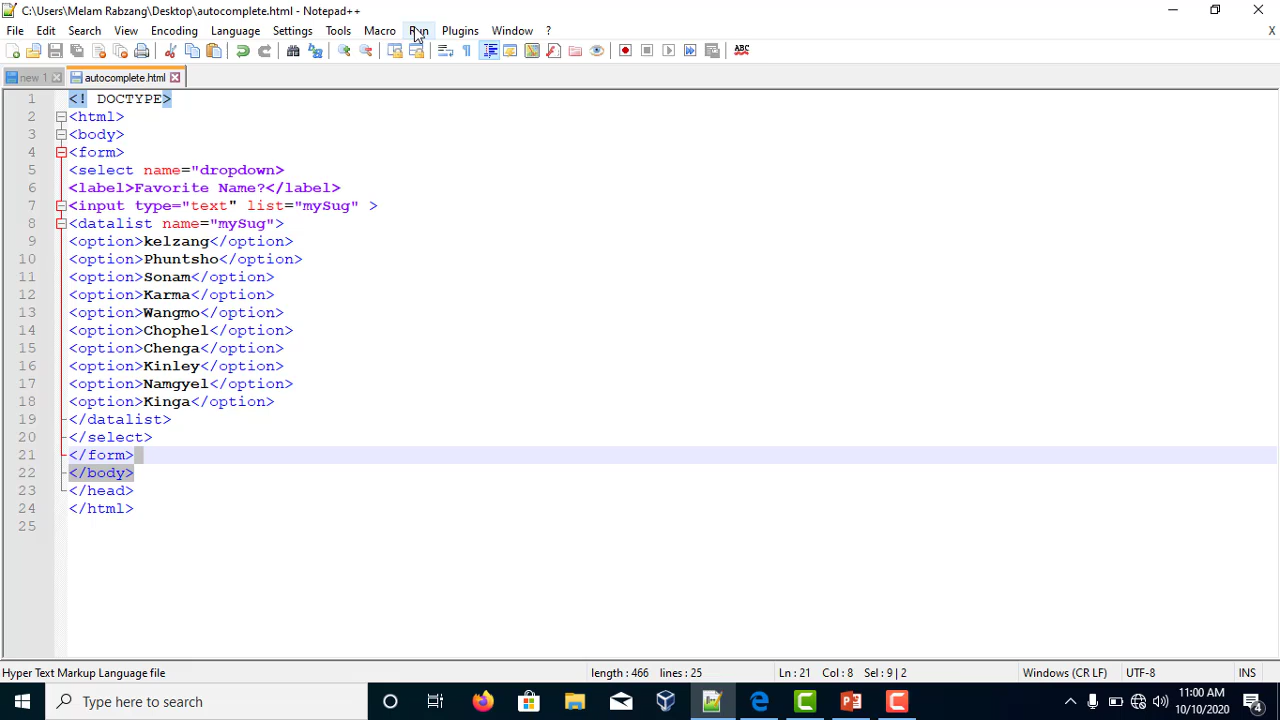 C:\Users\Melam Rabzang\Desktop\autocomplete.html - Notepad++
File Edit Search View Encoding Language Settings Tools Macro Run Plugins Window ? X
ABC
new 1 autocomplete.html
1 <! DOCTYPE>
2 <html>
3 <body>
4 <form>
5 <select name="dropdown>
6 <label>Favorite Name?</label>
7 <input type="text" list="mySug" >
8 <datalist name="mySug">
9 <option>kelzang</option>
10 <option>Phuntsho</option>
11 <option>Sonam</option>
12 <option>Karma</option>
13 <option>Wangmo</option>
14 <option>Chophel</option>
15 <option>Chenga</option>
16 <option>Kinley</option>
17 <option>Namgyel</option>
18 <option>Kinga</option>
19 </datalist>
20 </select>
21 </form>
22 </body>
23 </head>
24 </html>
25
Hyper Text Markup Language file length : 466 lines : 25 Ln : 21 Col : 8 Sel : 9 | 2 Windows (CR LF) UTF-8 INS
Type here to search
11:00 AM
10/10/2020
4